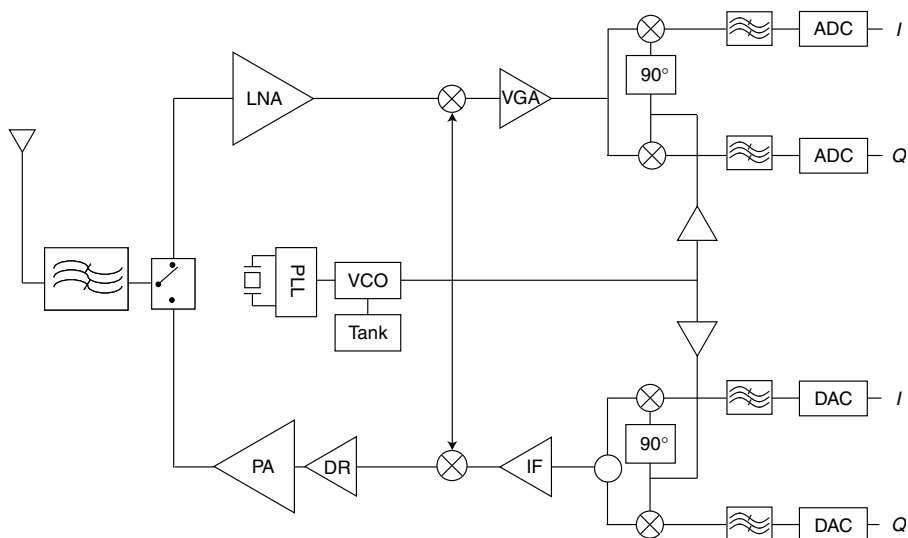 ADC I
LNA
90°
VGA
ADC Q
PLL
VCO
Tank
DAC I
90°
PA
DR
IF
DAC Q